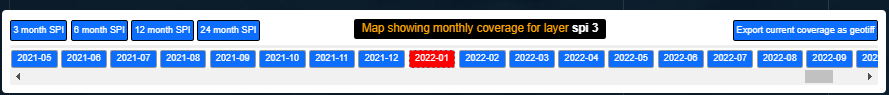 3 month SPI 6 month SPI 12 month SPI 24 month SPI Map showing monthly coverage for layer spi 3 Export current coverage as geotiff
2021-05 2021-06 2021-07 2021-08 2021-09 2021-10 2021-11 2021-12 2022-01 2022-02 2022-03 2022-04 2022-05 2022-06 2022-07 2022-08 2022-09 202